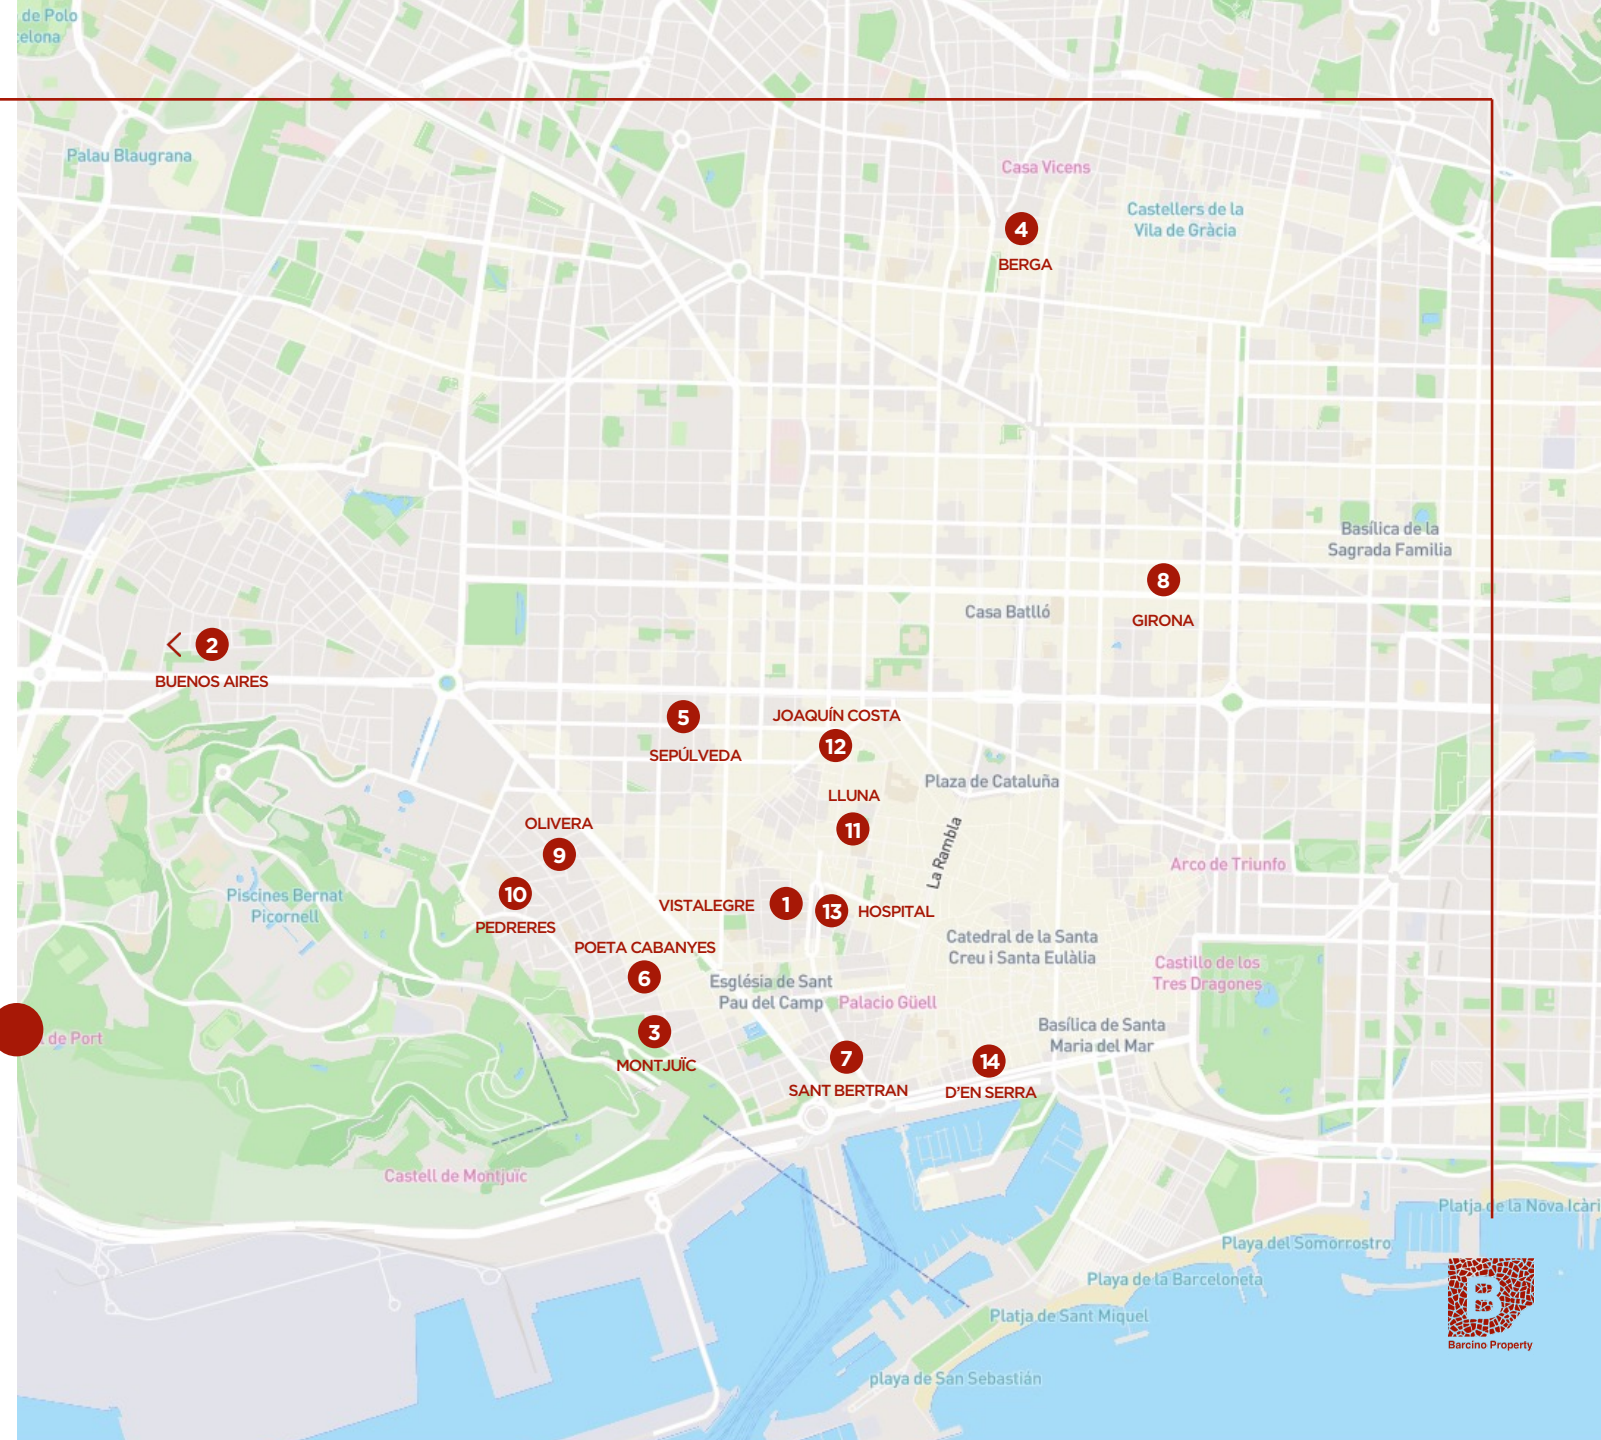 de Polo
elona
Palau Blaugrana
Casa Vicens
Castellers de la
Vila de Gràcia
4
BERGA
Basílica de la
Sagrada Familia
8
GIRONA
Casa Batlló
2
BUENOS AIRES
5
SEPÚLVEDA
JOAQUÍN COSTA
12
Plaza de Cataluña
LLUNA
11
La Rambla
OLIVERA
9
Arco de Triunfo
10
PEDRERES
Piscines Bernat
Picornell
VISTALEGRE
1
13
HOSPITAL
POETA CABANYES
6
Catedral de la Santa
Creu i Santa Eulàlia
Castillo de los
Tres Dragones
Església de Sant
Pau del Camp
Palacio Güell
3
MONTJUÏC
de Port
Basílica de Santa
Maria del Mar
7
SANT BERTRAN
14
D'EN SERRA
Castell de Montjuïc
Platja de la Nova Icàri
Playa del Somorrostro
Playa de la Barceloneta
Platja de Sant Miquel
playa de San Sebastián
B
Barcino Property